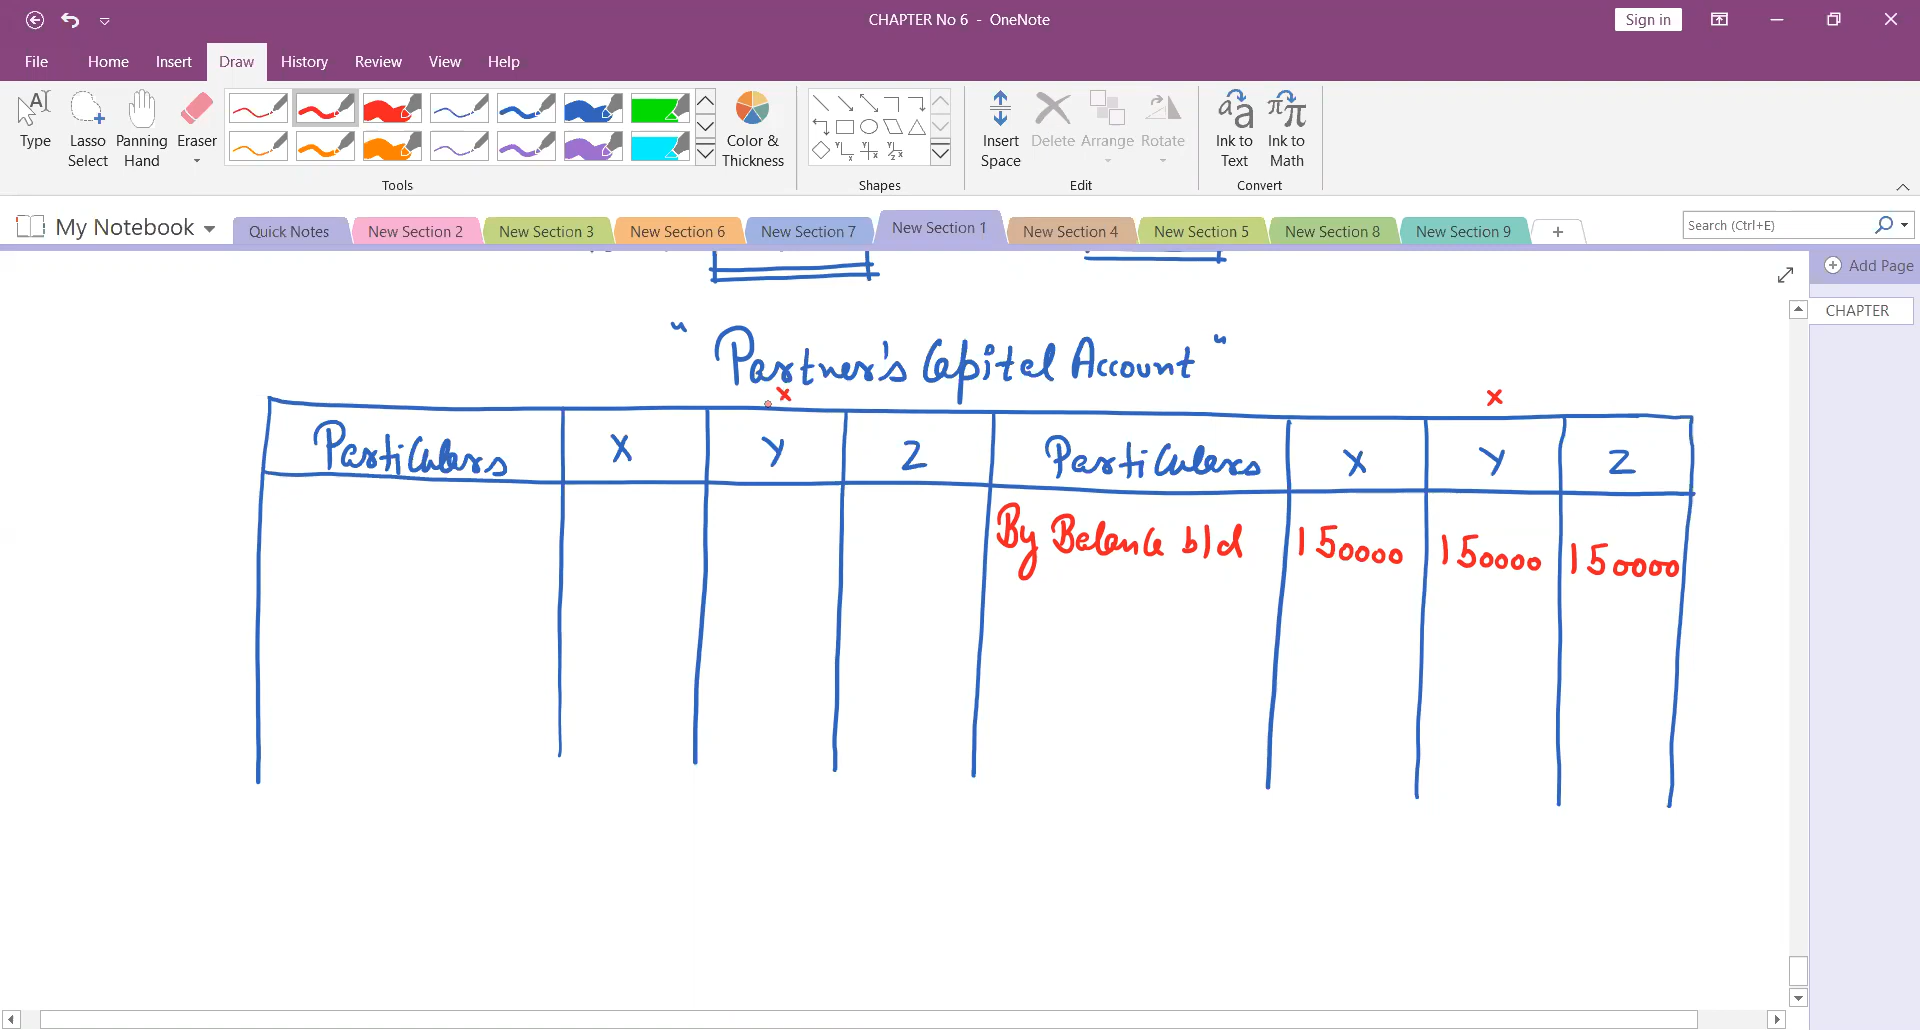 CHAPTER No 6 - OneNote
Sign in
File Home Insert Draw History Review View Help
Type
Lasso Select
Panning Hand
Eraser
Color & Thickness
Insert Space
Delete
Arrange
Rotate
Ink to Text
Ink to Math
Tools
Shapes
Edit
Convert
My Notebook
Quick Notes New Section 2 New Section 3 New Section 6 New Section 7 New Section 1 New Section 4 New Section 5 New Section 8 New Section 9
Search (Ctrl+E)
Add Page
CHAPTER
" Partner's Capital Account "
x x
Particulars X Y Z Particulars X Y Z
By Balance b/d 150000 150000 150000